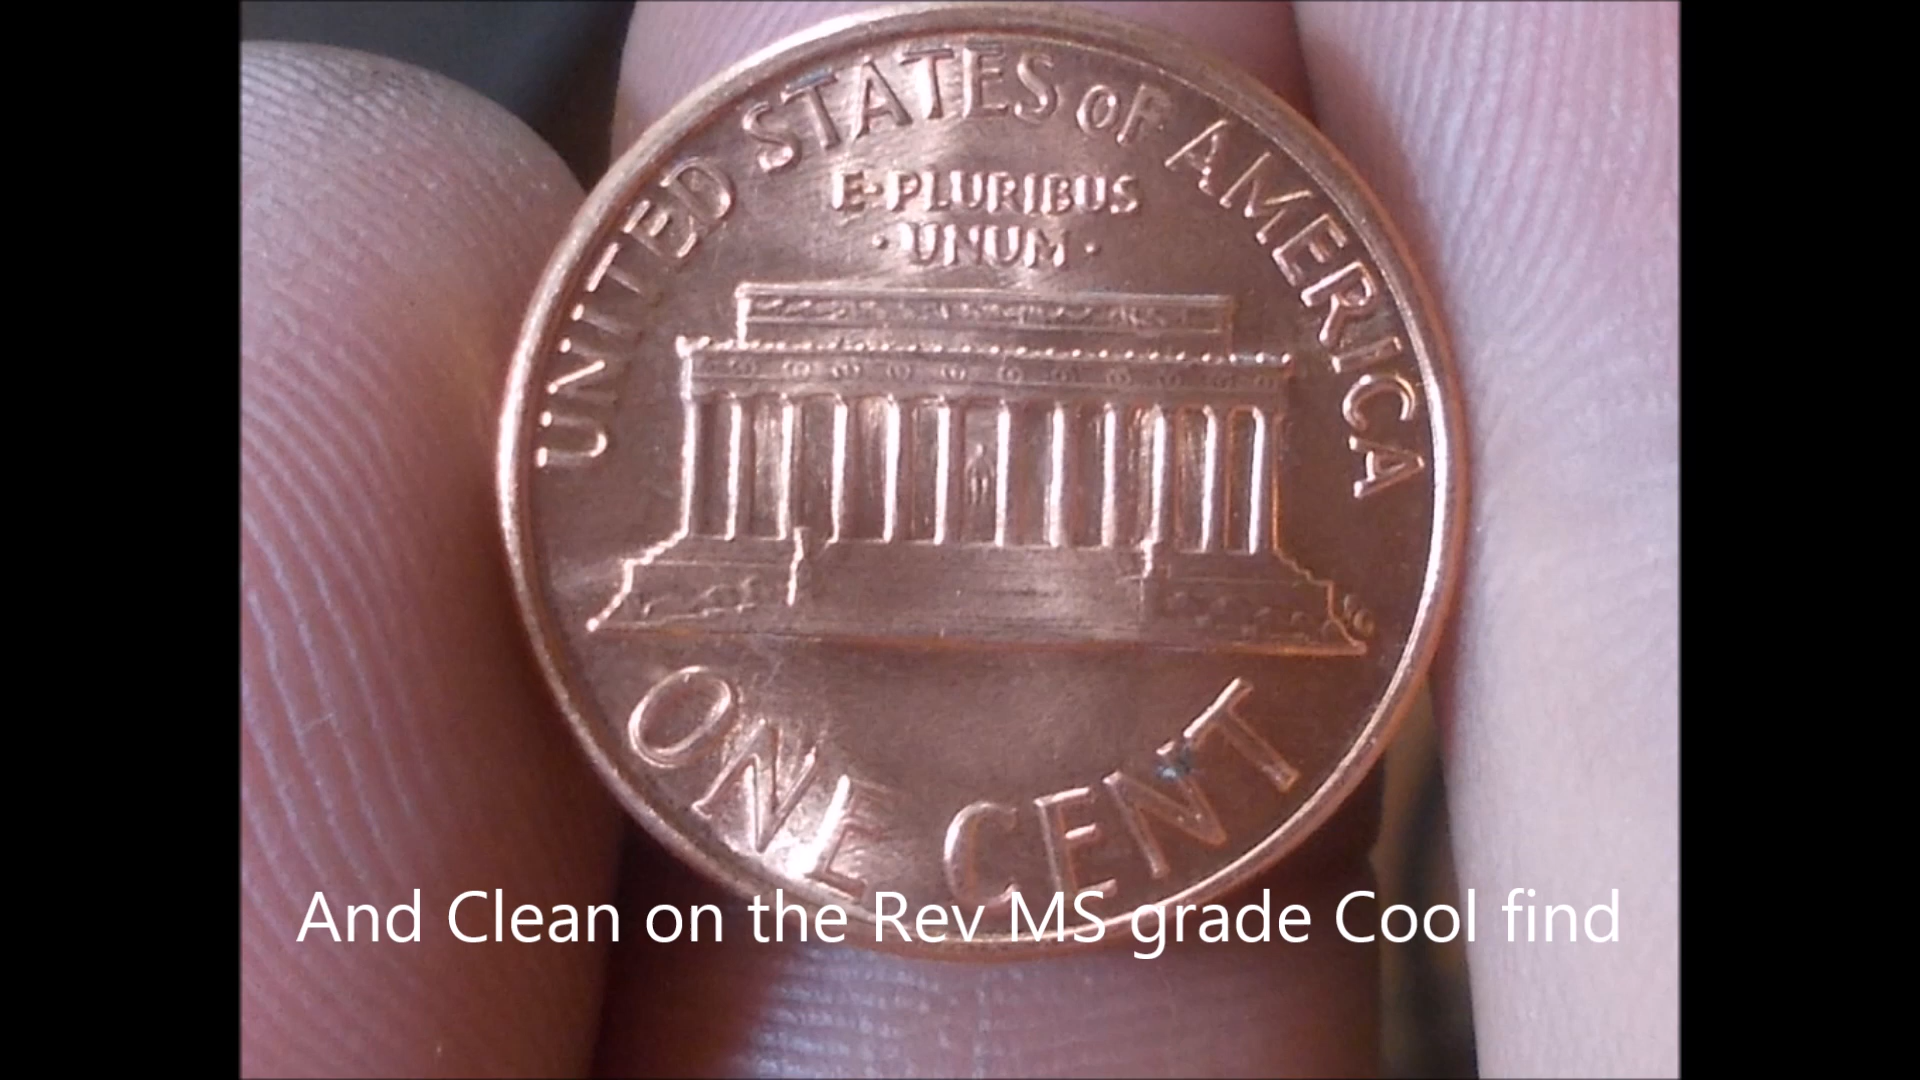 UNITED STATES OF AMERICA
E·PLURIBUS
·UNUM·
ONE CENT
And Clean on the Rev MS grade Cool find